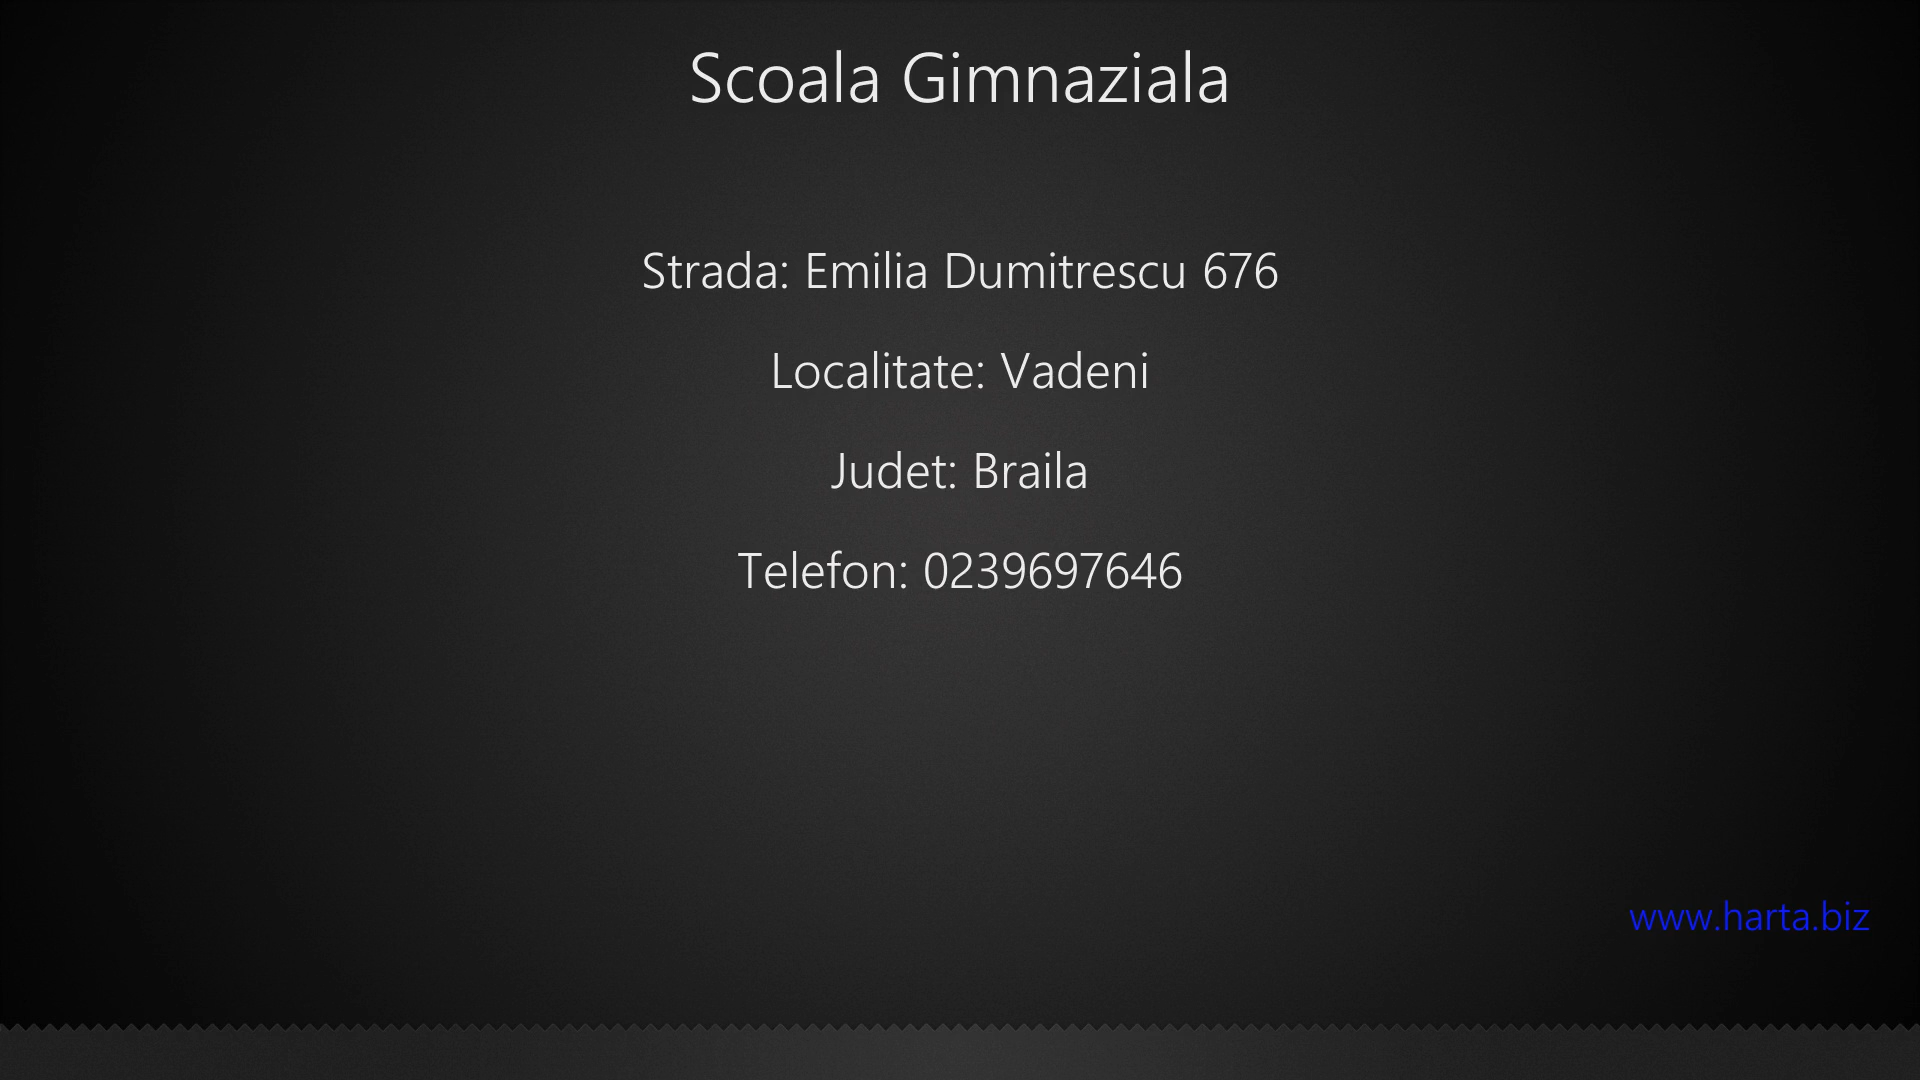 Scoala Gimnaziala
Strada: Emilia Dumitrescu 676
Localitate: Vadeni
Judet: Braila
Telefon: 0239697646
www.harta.biz